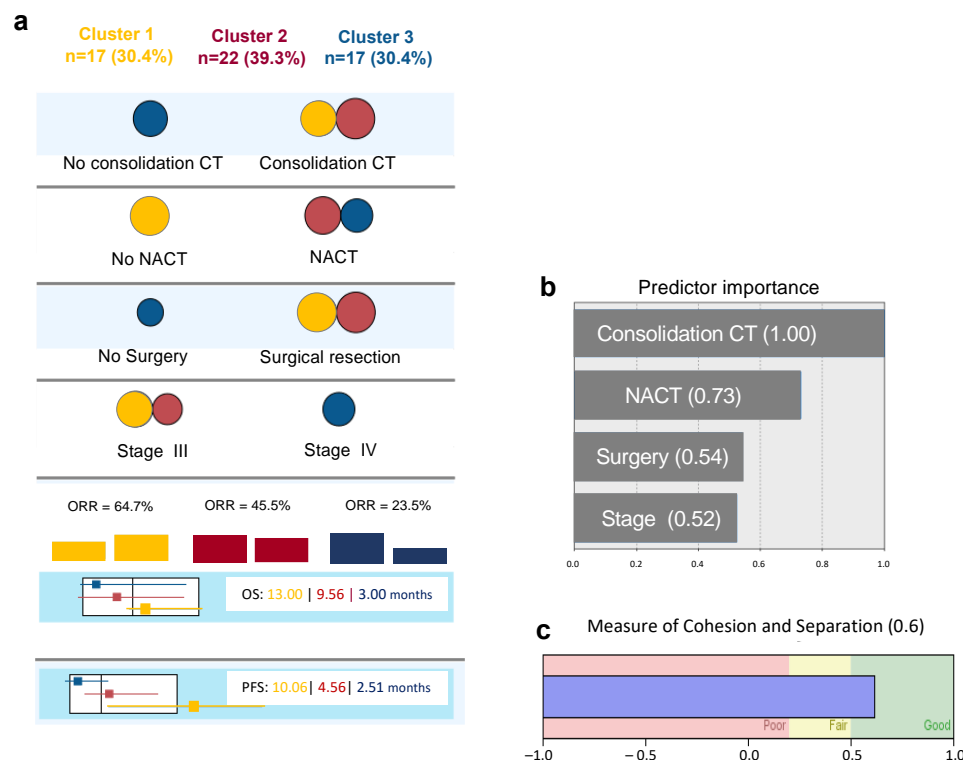 a
Cluster 1 Cluster 2 Cluster 3
n=17 (30.4%) n=22 (39.3%) n=17 (30.4%)
No consolidation CT Consolidation CT
No NACT NACT
No Surgery Surgical resection
Stage III Stage IV
ORR = 64.7% ORR = 45.5% ORR = 23.5%
OS: 13.00 | 9.56 | 3.00 months
PFS: 10.06| 4.56 | 2.51 months
b
Predictor importance
Consolidation CT (1.00)
NACT (0.73)
Surgery (0.54)
Stage (0.52)
0.0 0.2 0.4 0.6 0.8 1.0
c
Measure of Cohesion and Separation (0.6)
Poor Fair Good
−1.0 −0.5 0.0 0.5 1.0